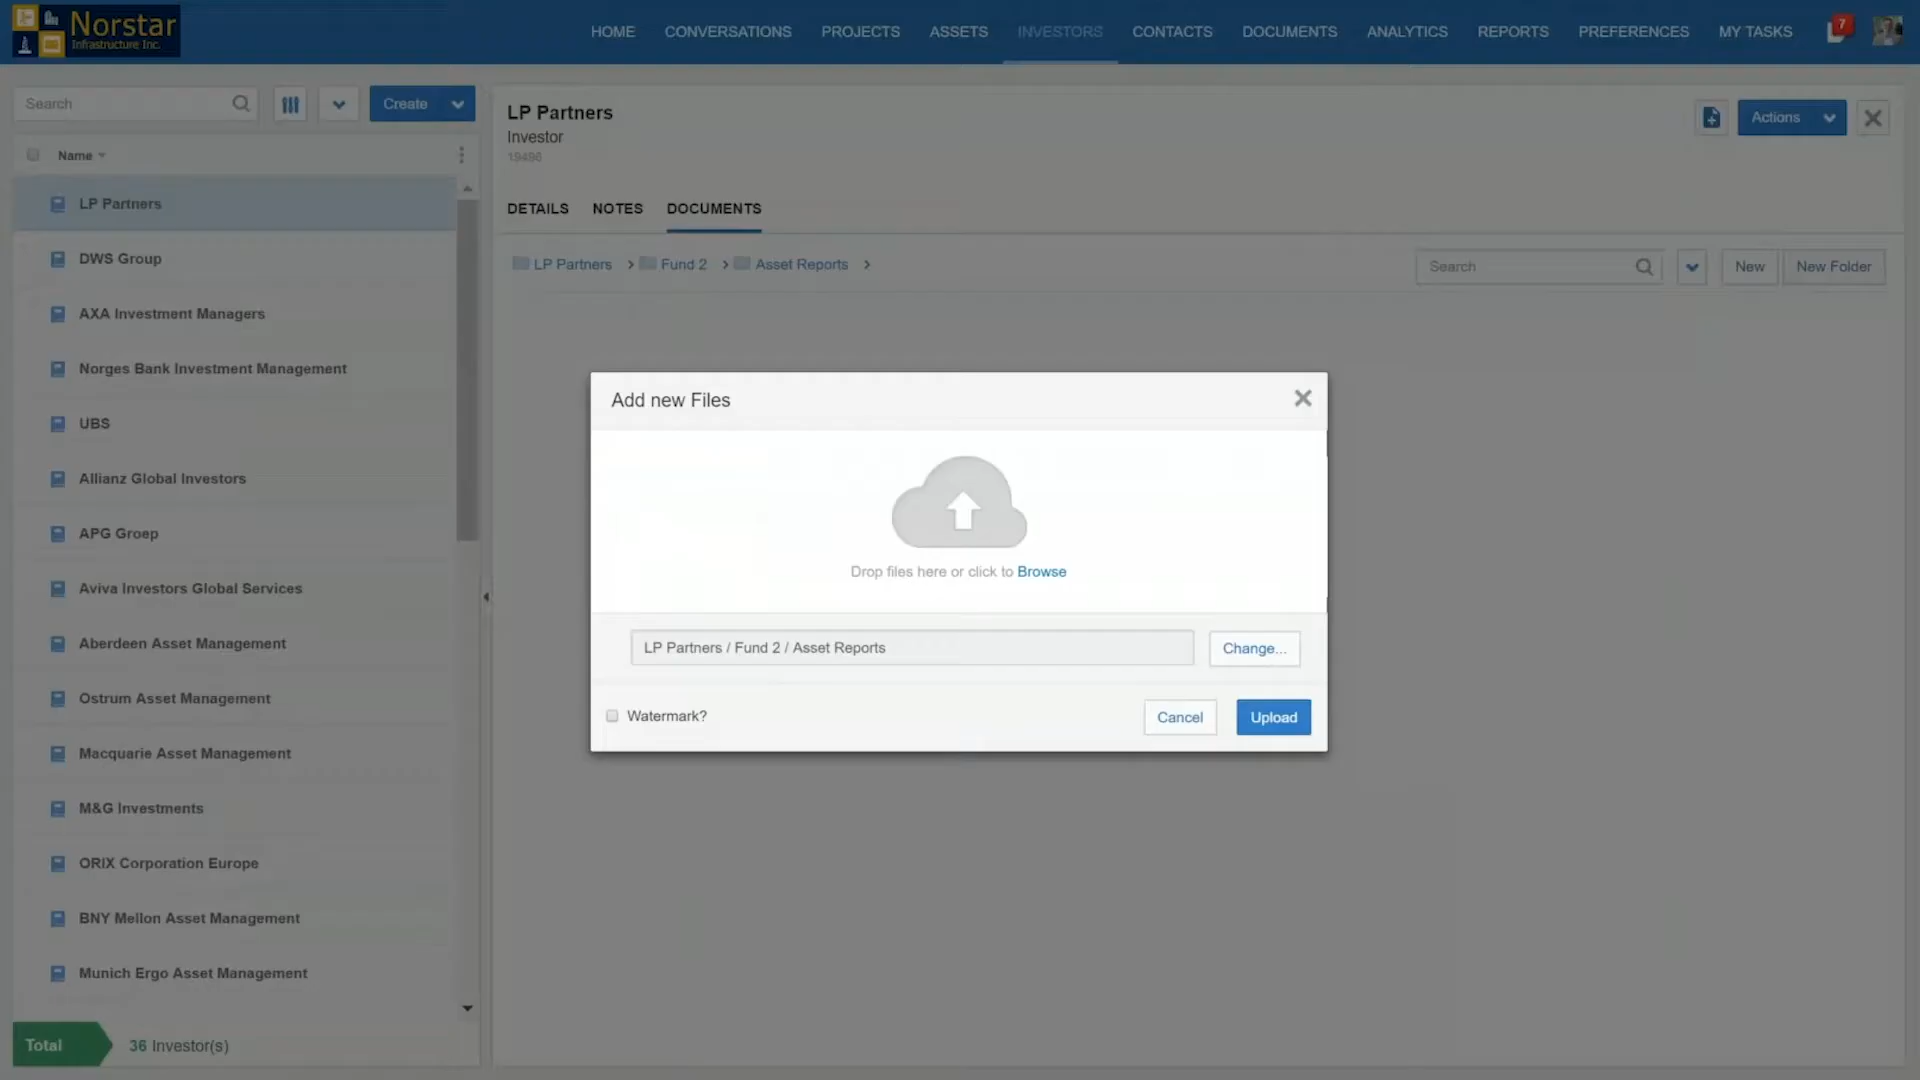 Norstar
Infrastructure Inc.
HOME
CONVERSATIONS
PROJECTS
ASSETS
INVESTORS
CONTACTS
DOCUMENTS
ANALYTICS
REPORTS
PREFERENCES
MY TASKS
7
Search
Create
Name
LP Partners
DWS Group
AXA Investment Managers
Norges Bank Investment Management
UBS
Allianz Global Investors
APG Groep
Aviva Investors Global Services
Aberdeen Asset Management
Ostrum Asset Management
Macquarie Asset Management
M&G Investments
ORIX Corporation Europe
BNY Mellon Asset Management
Munich Ergo Asset Management
Total
36 Investor(s)
LP Partners
Investor
19496
Actions
DETAILS
NOTES
DOCUMENTS
LP Partners > Fund 2 > Asset Reports >
Search
New
New Folder
Add new Files
Drop files here or click to Browse
LP Partners / Fund 2 / Asset Reports
Change...
Watermark?
Cancel
Upload